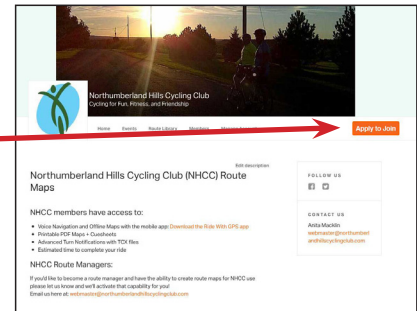 Northumberland Hills Cycling Club
Cycling for Fun, Fitness, and Friendship
Home Events Route Library Members
Apply to Join
Edit description
Northumberland Hills Cycling Club (NHCC) Route
Maps
NHCC members have access to:
Voice Navigation and Offline Maps with the mobile app: Download the Ride With GPS app
Printable PDF Maps + Cuesheets
Advanced Turn Notifications with TCX files
Estimated time to complete your ride
NHCC Route Managers:
If you'd like to become a route manager and have the ability to create route maps for NHCC use
please let us know and we'll activate that capability for you!
Email us here at: webmaster@northumberlandhillscyclingclub.com
FOLLOW US
CONTACT US
Anita Macklin
webmaster@northumberl
andhillscyclingclub.com